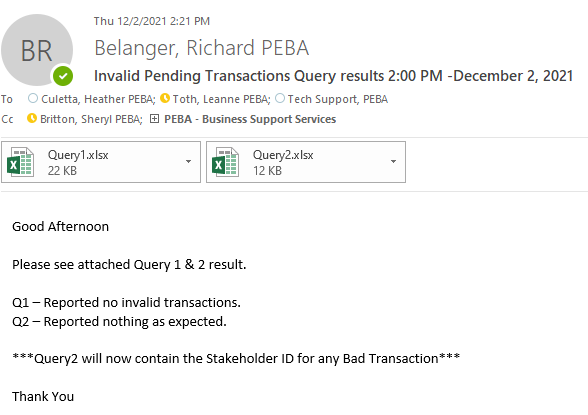 Thu 12/2/2021 2:21 PM
BR
Belanger, Richard PEBA
Invalid Pending Transactions Query results 2:00 PM -December 2, 2021
To Culetta, Heather PEBA; Toth, Leanne PEBA; Tech Support, PEBA
Cc Britton, Sheryl PEBA; PEBA - Business Support Services
Query1.xlsx
22 KB
Query2.xlsx
12 KB
Good Afternoon
Please see attached Query 1 & 2 result.
Q1 – Reported no invalid transactions.
Q2 – Reported nothing as expected.
***Query2 will now contain the Stakeholder ID for any Bad Transaction***
Thank You